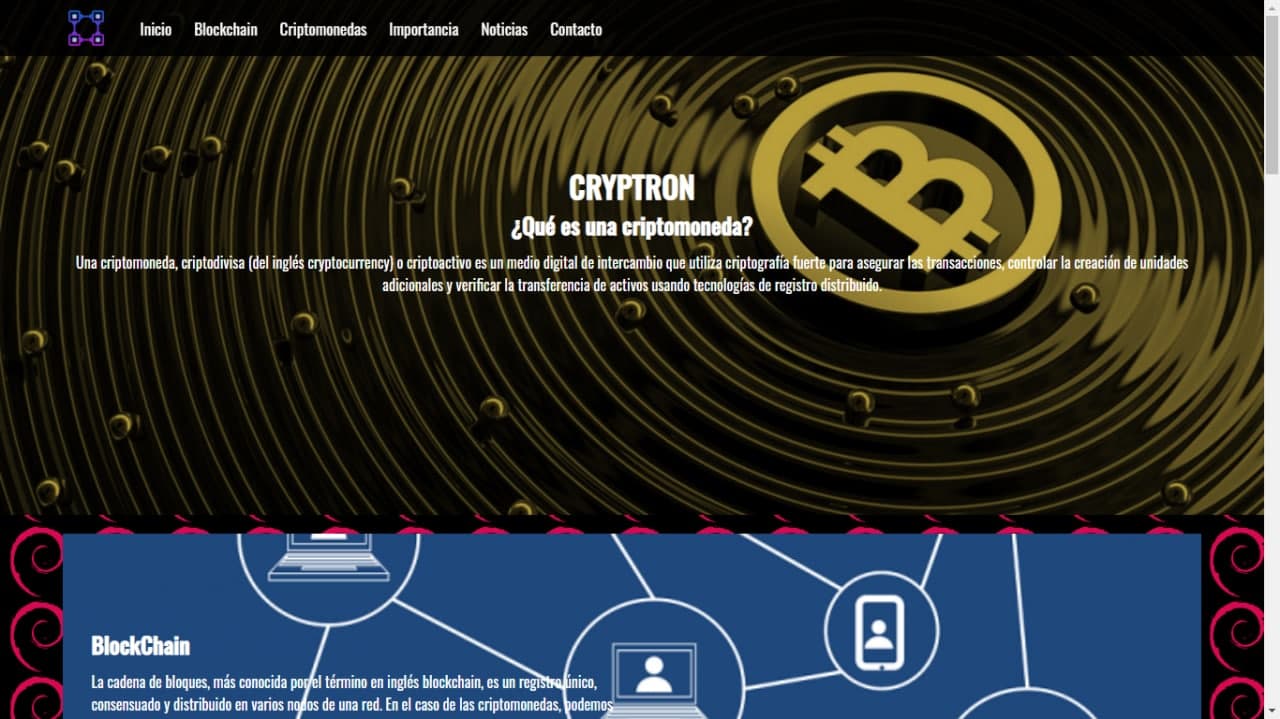 Inicio Blockchain Criptomonedas Importancia Noticias Contacto
CRYPTRON
¿Qué es una criptomoneda?
Una criptomoneda, criptodivisa (del inglés cryptocurrency) o criptoactivo es un medio digital de intercambio que utiliza criptografía fuerte para asegurar las transacciones, controlar la creación de unidades
adicionales y verificar la transferencia de activos usando tecnologías de registro distribuido.
BlockChain
La cadena de bloques, más conocida por el término en inglés blockchain, es un registro único,
consensuado y distribuido en varios nodos de una red. En el caso de las criptomonedas, podemos